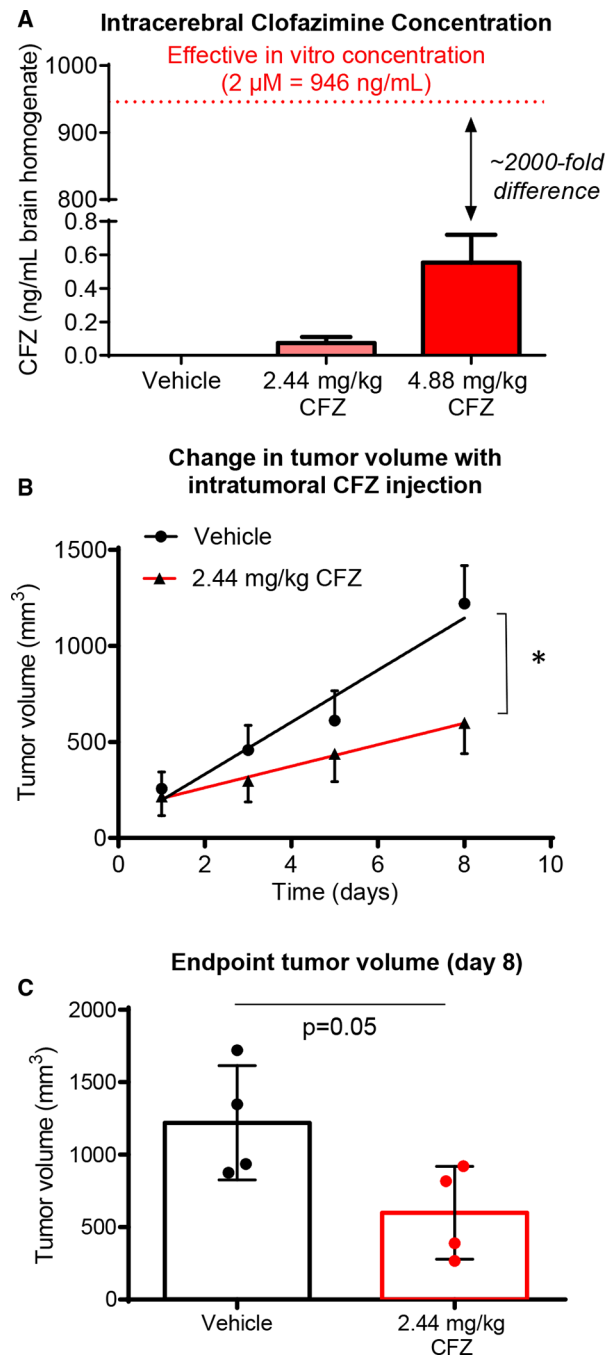 A
Intracerebral Clofazimine Concentration
Effective in vitro concentration
(2 µM = 946 ng/mL)
CFZ (ng/mL brain homogenate)
1000
900
800
0.8
0.6
0.4
0.2
0.0
~2000-fold
difference
Vehicle
2.44 mg/kg
CFZ
4.88 mg/kg
CFZ
Change in tumor volume with
B
intratumoral CFZ injection
Vehicle
2.44 mg/kg CFZ
Tumor volume (mm³)
1500
1000
500
0
*
0 2 4 6 8 10
Time (days)
Endpoint tumor volume (day 8)
C
p=0.05
Tumor volume (mm³)
2000
1500
1000
500
0
Vehicle
2.44 mg/kg
CFZ